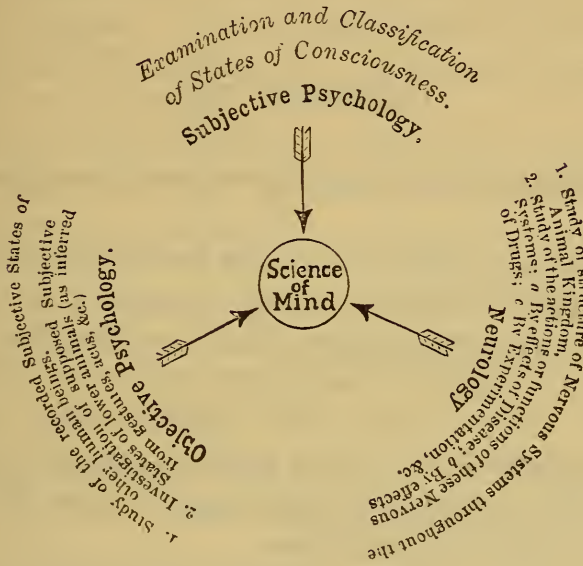 Examination and Classification
of States of Consciousness.
Subjective Psychology.
Science
of
Mind
1. Study of the recorded Subjective States of
other human beings.
2. Investigation of supposed Subjective
States of lower animals (as inferred
from gestures, acts, &c.)
Objective Psychology.
1. Study of structure of Nervous Systems throughout the
Animal Kingdom,
2. Study of the actions or functions of these Nervous
Systems; a By effects of Disease; b By effects
of Drugs; c By Experimentation, &c.
Neurology